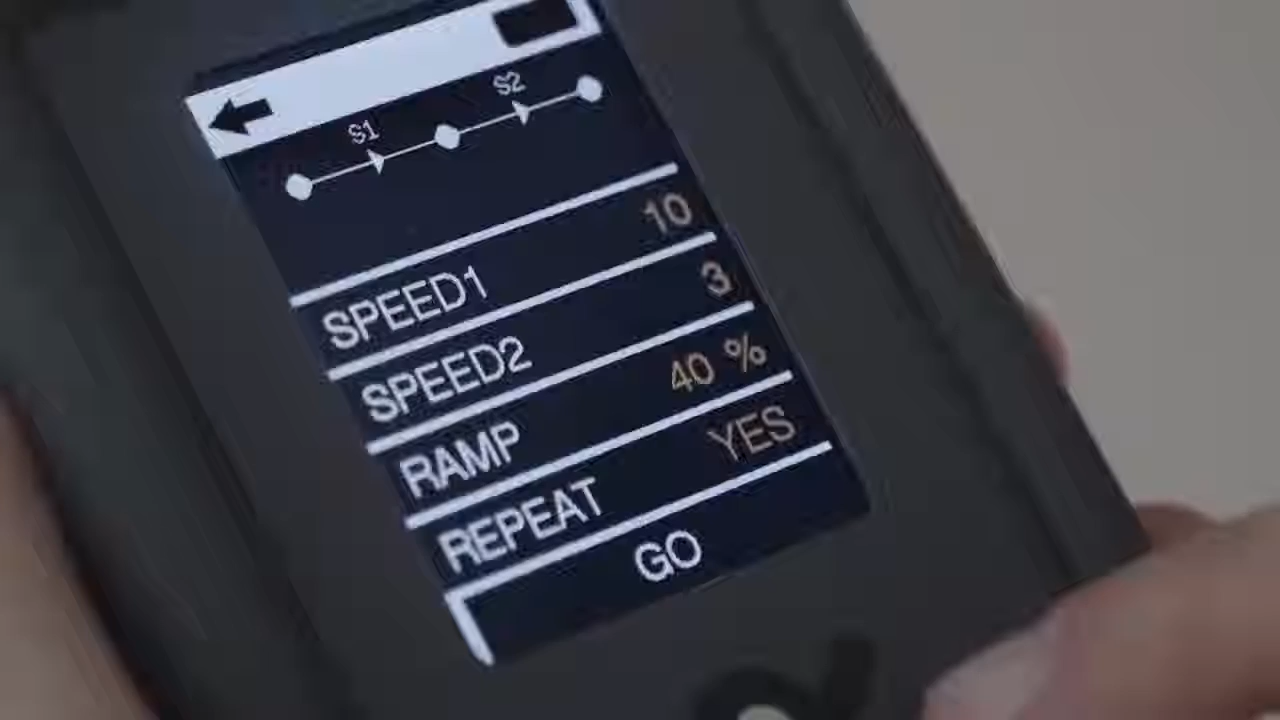 S1 S2
SPEED1 10
SPEED2 3
RAMP 40 %
REPEAT YES
GO